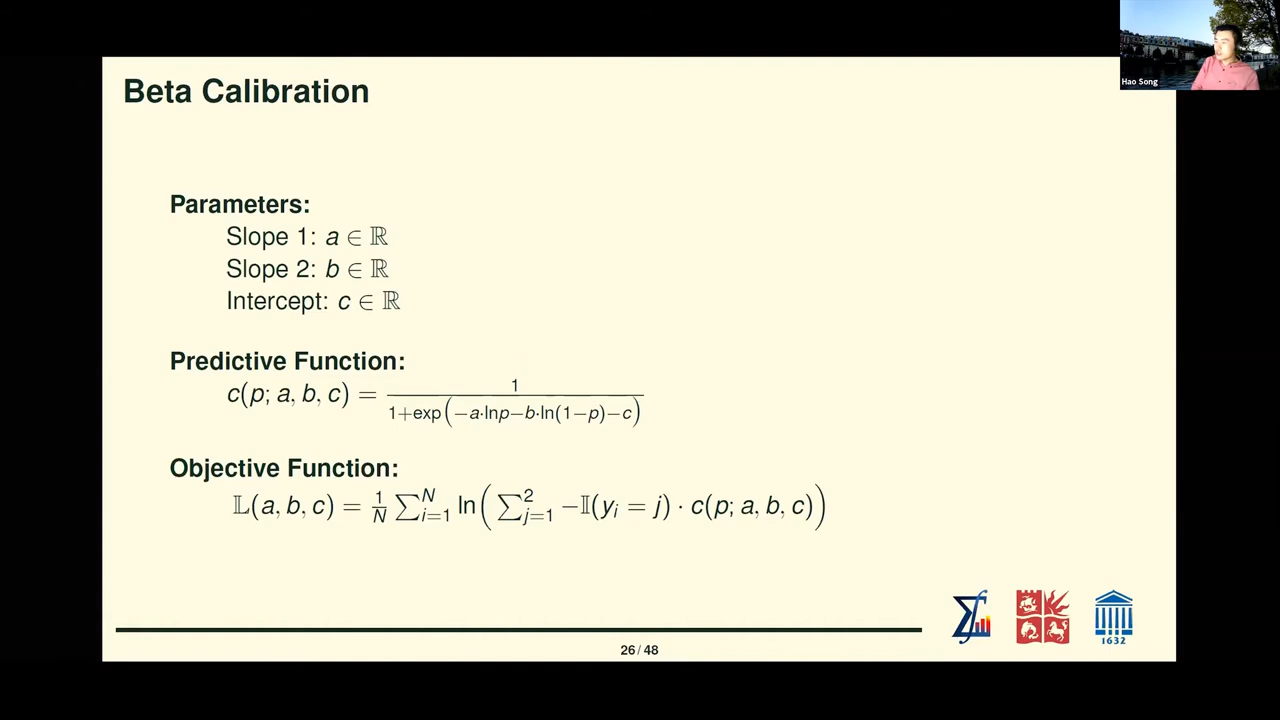 Hao Song
Beta Calibration
Parameters:
Slope 1: a ∈ ℝ
Slope 2: b ∈ ℝ
Intercept: c ∈ ℝ
Predictive Function:
c(p; a, b, c) = 1 / (1+exp(−a·lnp−b·ln(1−p)−c))
Objective Function:
𝕃(a, b, c) = 1/N ∑_{i=1}^{N} ln(∑_{j=1}^{2} −𝕀(y_i = j) · c(p; a, b, c))
1632
26 / 48